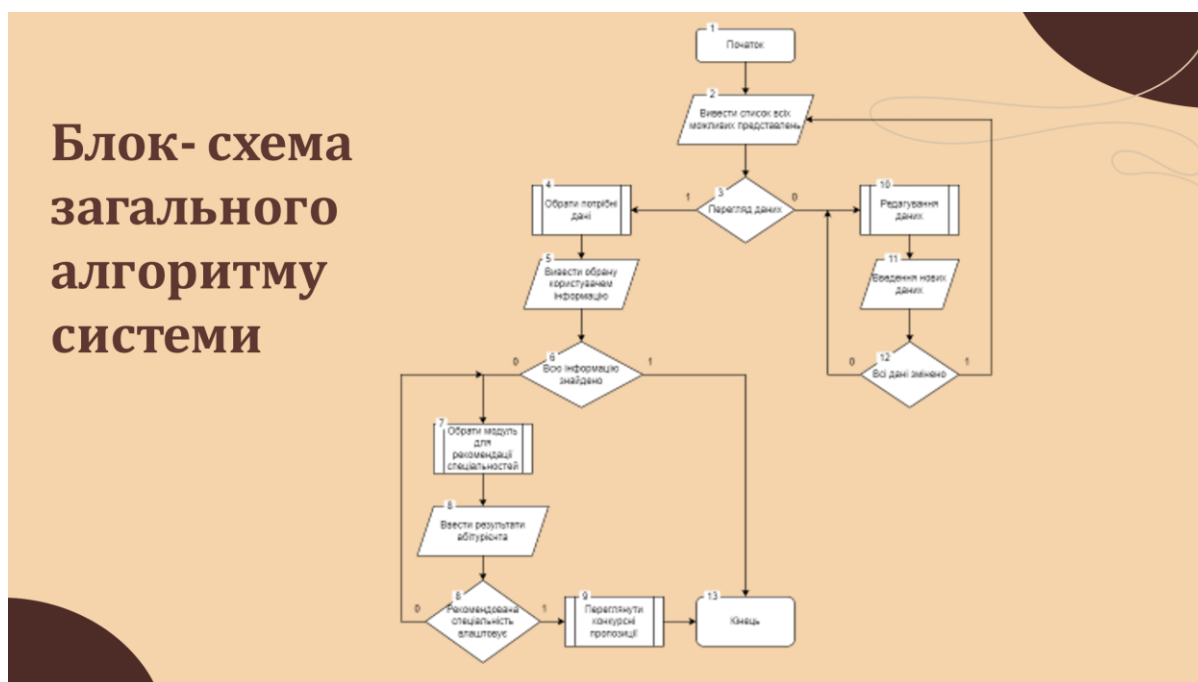 Блок- схема
загального
алгоритму
системи
1
Початок
2
Вивести список всіх
можливих представлень
3
Перегляд даних
1
0
4
Обрати потрібні
дані
10
Редагування
даних
5
Вивести обрану
користувачем
інформацію
11
Введення нових
даних
6
Всю інформацію
знайдено
0
1
12
Всі дані змінено
0
1
7
Обрати модуль
для
рекомендації
спеціальностей
8
Ввести результати
абітурієнта
8
Рекомендована
спеціальність
влаштовує
0
1
9
Переглянути
конкурсні
пропозиції
13
Кінець